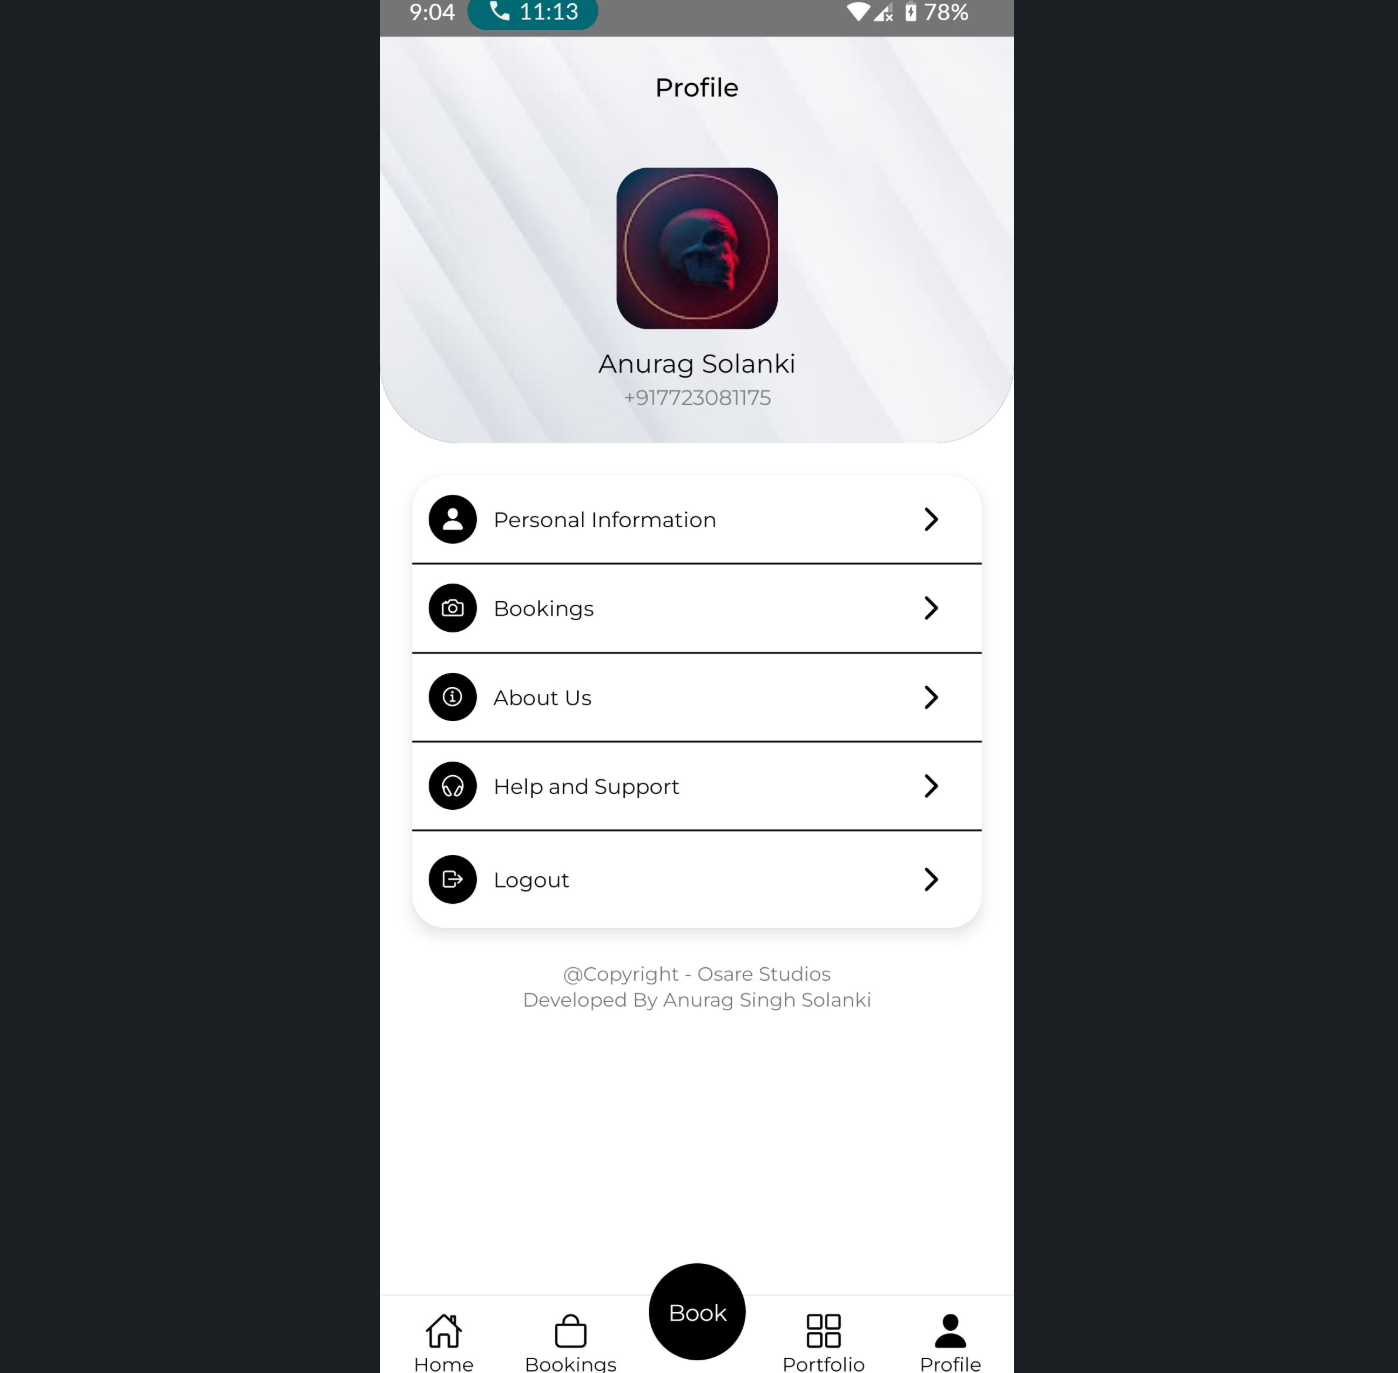 9:04 11:13 78%
Profile
Anurag Solanki
+917723081175
Personal Information
Bookings
About Us
Help and Support
Logout
@Copyright - Osare Studios
Developed By Anurag Singh Solanki
Book
Home Bookings Portfolio Profile